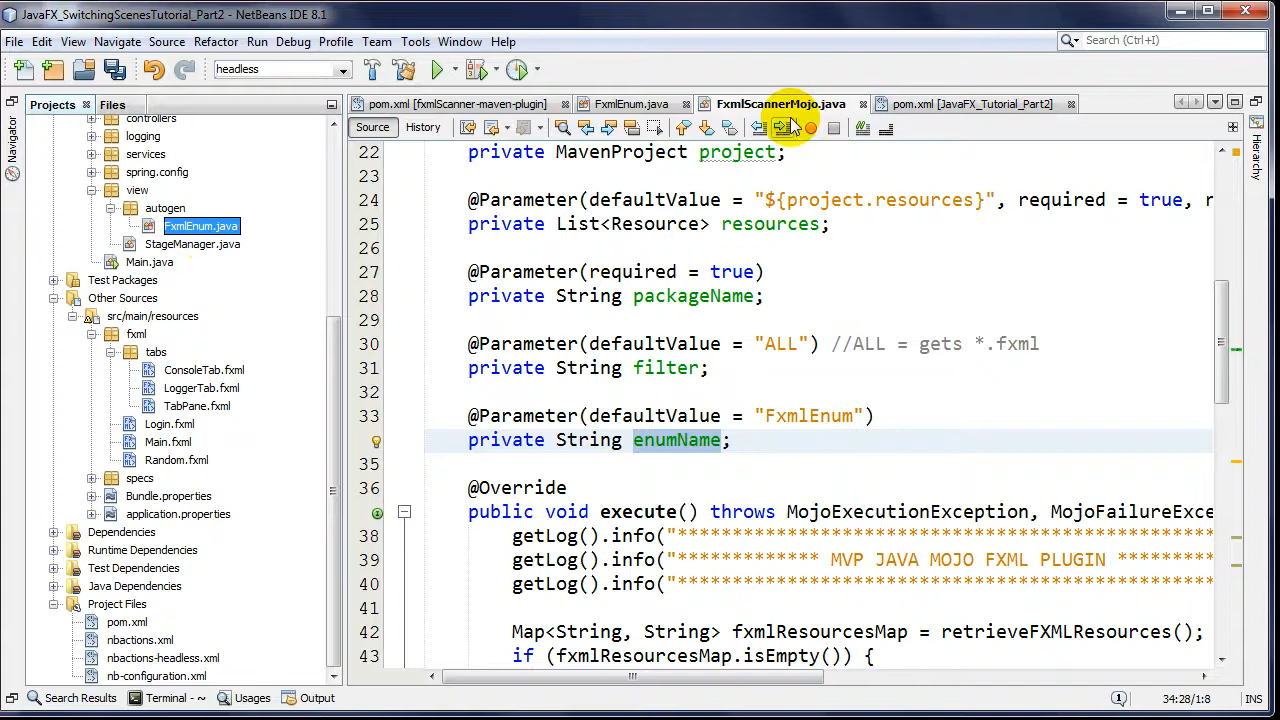 JavaFX_SwitchingScenesTutorial_Part2 - NetBeans IDE 8.1
File Edit View Navigate Source Refactor Run Debug Profile Team Tools Window Help
Search (Ctrl+I)
headless
Projects Files
pom.xml [fxmlScanner-maven-plugin] FxmlEnum.java FxmlScannerMojo.java pom.xml [JavaFX_Tutorial_Part2]
Source History
Navigator
Hierarchy
controllers
logging
services
spring.config
view
autogen
FxmlEnum.java
StageManager.java
Main.java
Test Packages
Other Sources
src/main/resources
fxml
tabs
ConsoleTab.fxml
LoggerTab.fxml
TabPane.fxml
Login.fxml
Main.fxml
Random.fxml
specs
Bundle.properties
application.properties
Dependencies
Runtime Dependencies
Test Dependencies
Java Dependencies
Project Files
pom.xml
nbactions.xml
nbactions-headless.xml
nb-configuration.xml
22 private MavenProject project;
23
24 @Parameter(defaultValue = "${project.resources}", required = true, r
25 private List<Resource> resources;
26
27 @Parameter(required = true)
28 private String packageName;
29
30 @Parameter(defaultValue = "ALL") //ALL = gets *.fxml
31 private String filter;
32
33 @Parameter(defaultValue = "FxmlEnum")
private String enumName;
35
36 @Override
public void execute() throws MojoExecutionException, MojoFailureExce
38 getLog().info("*************************************************
39 getLog().info("************* MVP JAVA MOJO FXML PLUGIN *********
40 getLog().info("*************************************************
41
42 Map<String, String> fxmlResourcesMap = retrieveFXMLResources();
43 if (fxmlResourcesMap.isEmpty()) {
Search Results Terminal - ~ Usages Output
1 34:28/1:8 INS